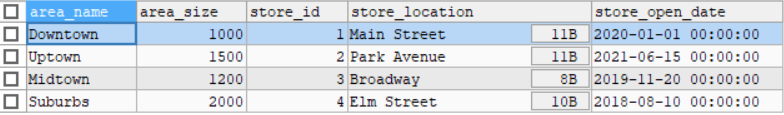 area_name area_size store_id store_location store_open_date
Downtown 1000 1 Main Street 11B 2020-01-01 00:00:00
Uptown 1500 2 Park Avenue 11B 2021-06-15 00:00:00
Midtown 1200 3 Broadway 8B 2019-11-20 00:00:00
Suburbs 2000 4 Elm Street 10B 2018-08-10 00:00:00